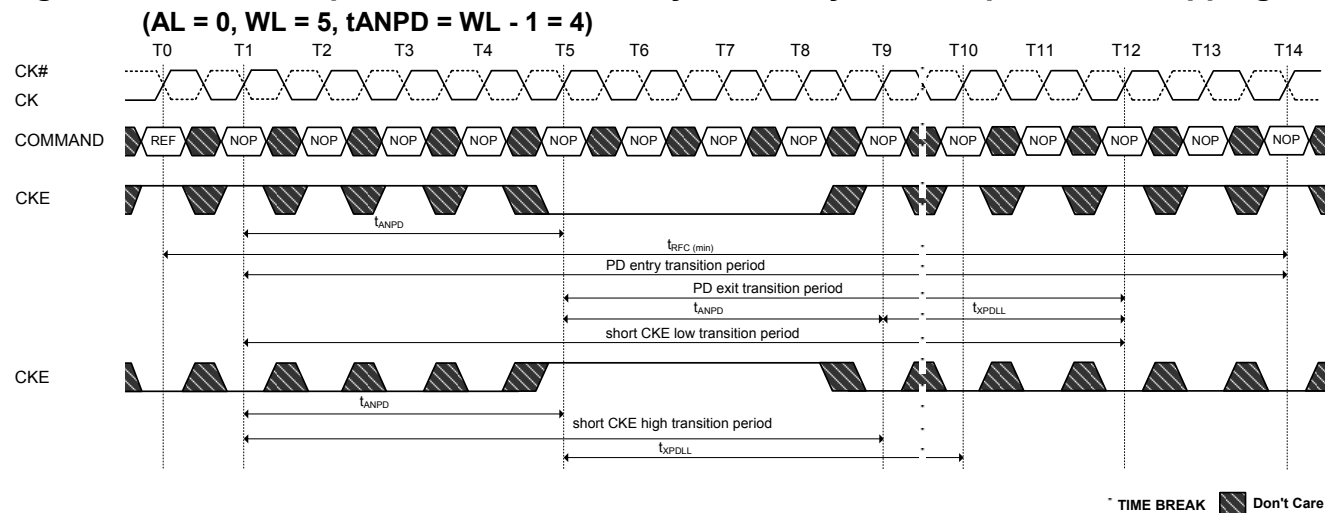 (AL = 0, WL = 5, tANPD = WL - 1 = 4)
T0 T1 T2 T3 T4 T5 T6 T7 T8 T9 T10 T11 T12 T13 T14
CK#
CK
COMMAND REF NOP NOP NOP NOP NOP NOP NOP NOP NOP NOP NOP NOP NOP NOP
CKE
tANPD
tRFC (min)
PD entry transition period
PD exit transition period
tANPD tXPDLL
short CKE low transition period
CKE
tANPD
short CKE high transition period
tXPDLL
TIME BREAK Don't Care